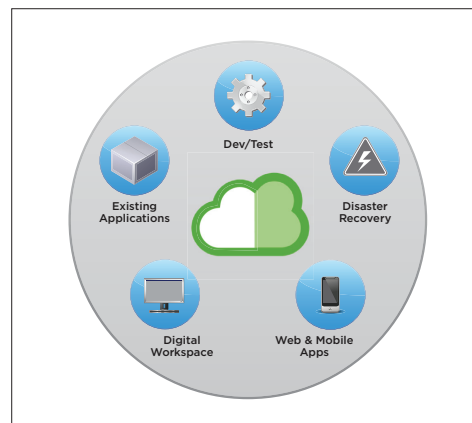 Dev/Test
Existing
Applications
Disaster
Recovery
Digital
Workspace
Web & Mobile
Apps